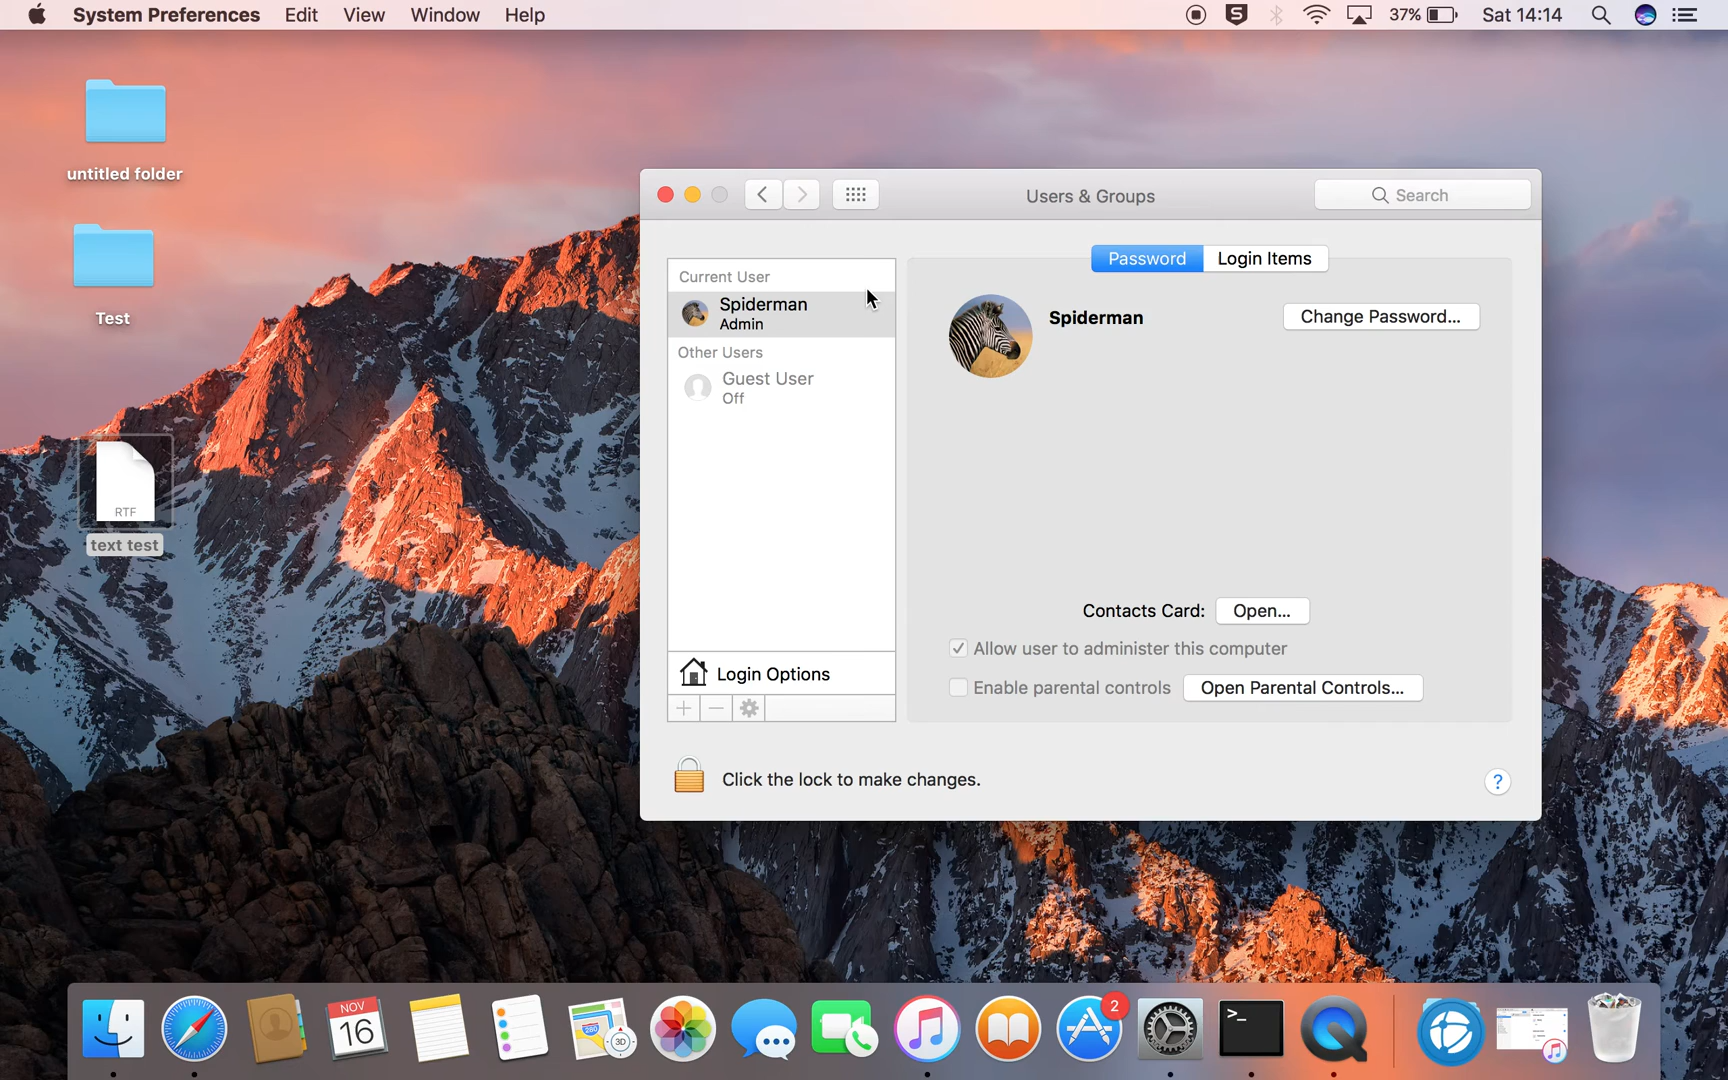 System Preferences Edit View Window Help
S 37% Sat 14:14
untitled folder
Test
RTF
text test
Users & Groups
Search
Password Login Items
Current User
Spiderman
Admin
Other Users
Guest User
Off
Login Options
Spiderman
Change Password...
Contacts Card: Open...
Allow user to administer this computer
Enable parental controls Open Parental Controls...
Click the lock to make changes.
?
NOV
16
280
3D
2
>_